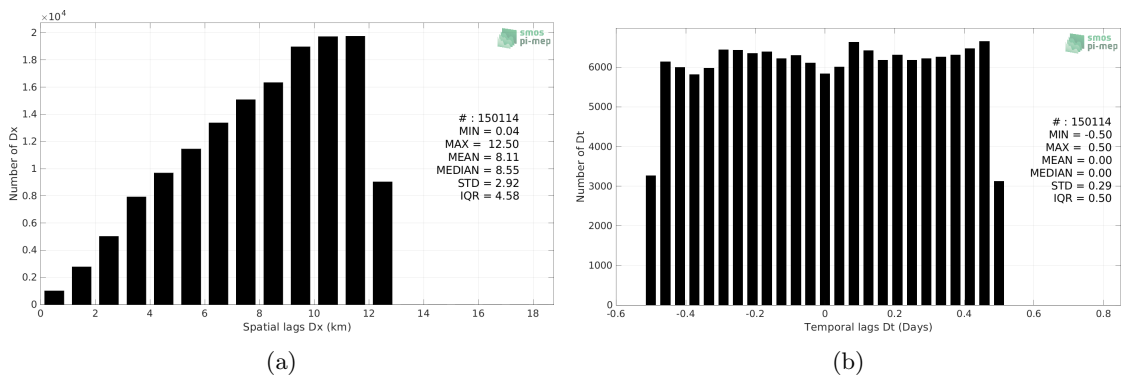 ×10⁴
2
1.8
1.6
1.4
1.2
1
0.8
0.6
0.4
0.2
0
Number of Dx
smos
pi-mep
# : 150114
MIN = 0.04
MAX = 12.50
MEAN = 8.11
MEDIAN = 8.55
STD = 2.92
IQR = 4.58
0 2 4 6 8 10 12 14 16 18
Spatial lags Dx (km)
(a)
6000
5000
4000
3000
2000
1000
0
Number of Dt
smos
pi-mep
# : 150114
MIN = -0.50
MAX = 0.50
MEAN = 0.00
MEDIAN = 0.00
STD = 0.29
IQR = 0.50
-0.6 -0.4 -0.2 0 0.2 0.4 0.6 0.8
Temporal lags Dt (Days)
(b)